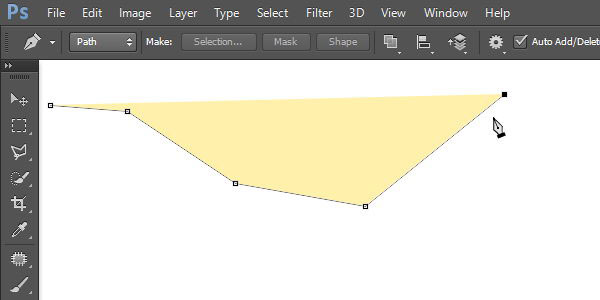 Ps File Edit Image Layer Type Select Filter 3D View Window Help
Path Make: Selection... Mask Shape Auto Add/Delete